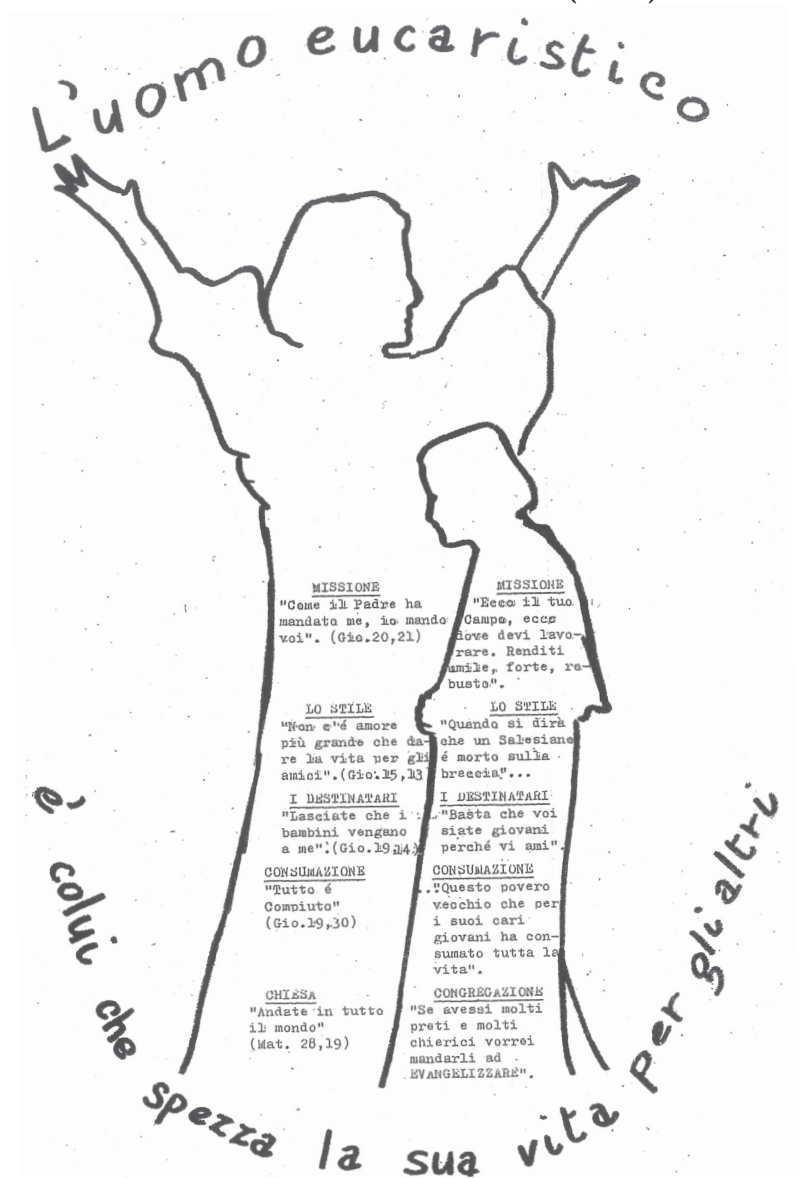 L'uomo eucaristico
MISSIONE
"Come il Padre ha
mandato me, io mando
voi". (Gio.20,21)
LO STILE
"Non c'é amore
più grande che da-
re la vita per gli
amici".(Gio.15,13
I DESTINATARI
"Lasciate che i
bambini vengano
a me".(Gio.19,14)
CONSUMAZIONE
"Tutto é
Compiuto"
(Gio.19,30)
CHIESA
"Andate in tutto
il mondo"
(Mat. 28,19)
MISSIONE
"Ecco il tuo
Campo, ecco
dove devi lavo-
rare. Renditi
umile, forte, ro-
busto".
LO STILE
"Quando si dirà
che un Salesiano
é morto sulla
breccia"...
I DESTINATARI
"Basta che voi
siate giovani
perché vi ami".
CONSUMAZIONE
.."Questo povero
vecchio che per
i suoi cari
giovani ha con-
sumato tutta la
vita".
CONGREGAZIONE
"Se avessi molti
preti e molti
chierici vorrei
mandarli ad
EVANGELIZZARE".
è colui che spezza la sua vita per gli altri